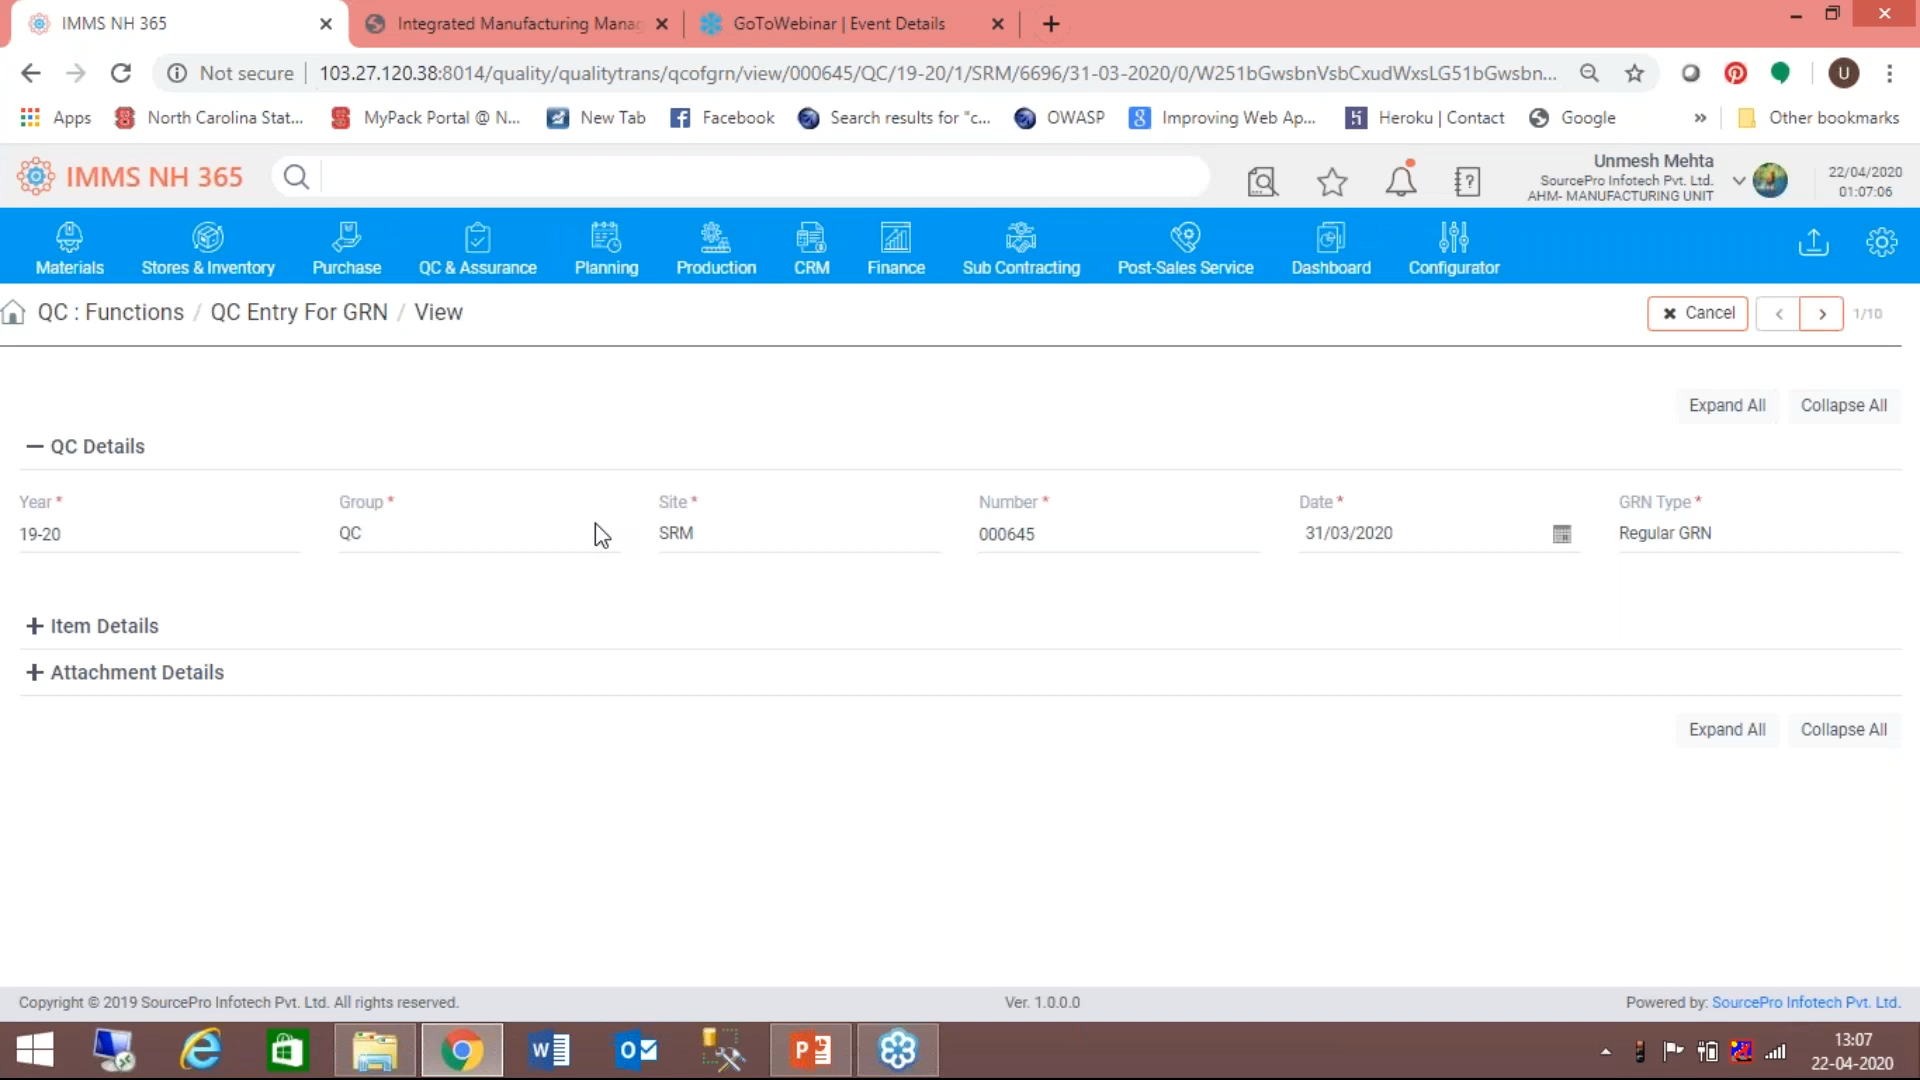 IMMS NH 365
Integrated Manufacturing Mana
GoToWebinar | Event Details
Not secure
103.27.120.38:8014/quality/qualitytrans/qcofgrn/view/000645/QC/19-20/1/SRM/6696/31-03-2020/0/W251bGwsbnVsbCxudWxsLG51bGwsbn...
U
Apps
North Carolina Stat...
MyPack Portal @ N...
New Tab
Facebook
Search results for "c...
OWASP
Improving Web Ap...
Heroku | Contact
Google
»
Other bookmarks
IMMS NH 365
Unmesh Mehta
SourcePro Infotech Pvt. Ltd.
AHM- MANUFACTURING UNIT
22/04/2020
01:07:06
Materials
Stores & Inventory
Purchase
QC & Assurance
Planning
Production
CRM
Finance
Sub Contracting
Post-Sales Service
Dashboard
Configurator
QC : Functions / QC Entry For GRN / View
Cancel
1/10
Expand All
Collapse All
QC Details
Year *
19-20
Group *
QC
Site *
SRM
Number *
000645
Date *
31/03/2020
GRN Type *
Regular GRN
Item Details
Attachment Details
Expand All
Collapse All
Copyright © 2019 SourcePro Infotech Pvt. Ltd. All rights reserved.
Ver. 1.0.0.0
Powered by: SourcePro Infotech Pvt. Ltd.
13:07
22-04-2020